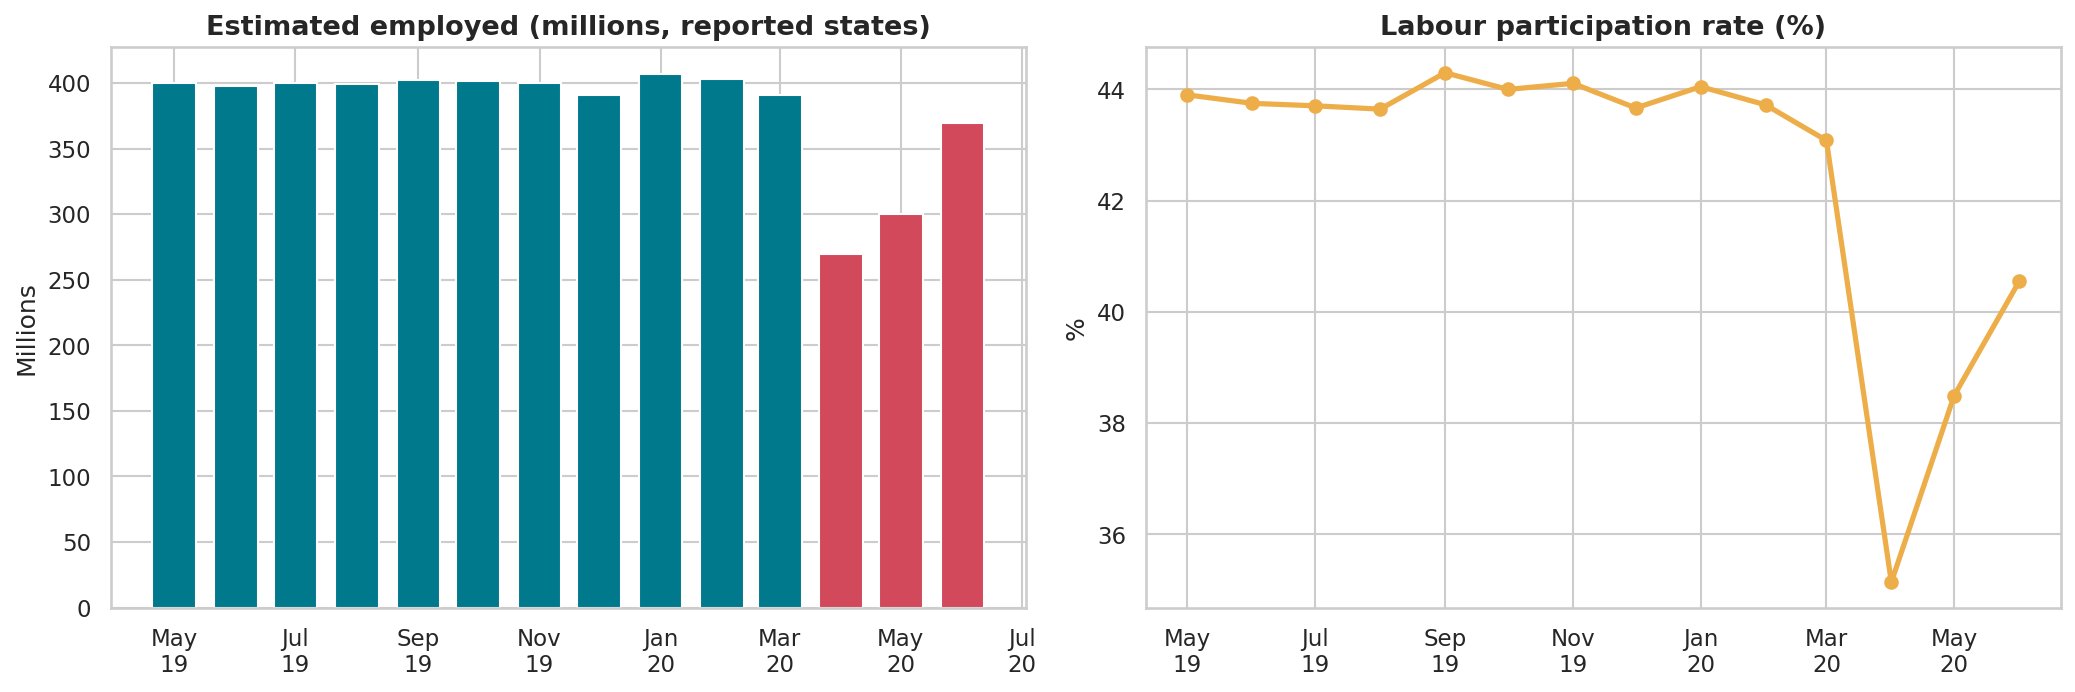 Estimated employed (millions, reported states)
Millions
400
350
300
250
200
150
100
50
0
May Jul Sep Nov Jan Mar May Jul
19 19 19 19 20 20 20 20
Labour participation rate (%)
%
44
42
40
38
36
May Jul Sep Nov Jan Mar May
19 19 19 19 20 20 20